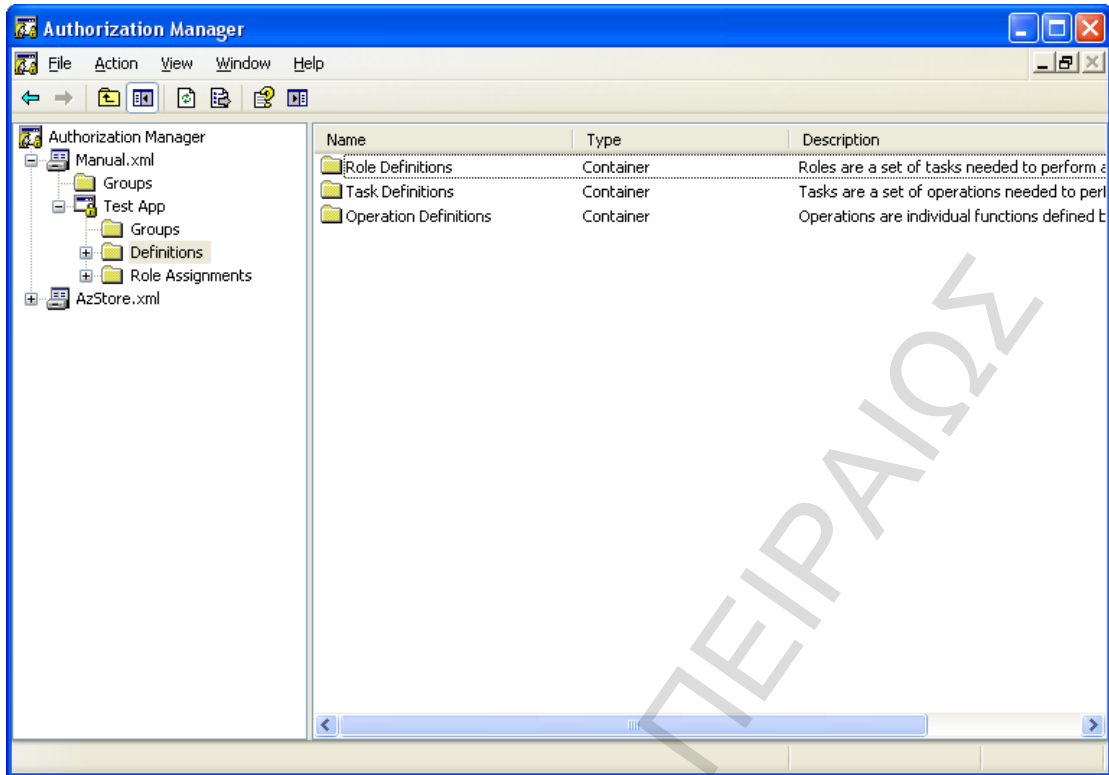 Authorization Manager
File Action View Window Help
Authorization Manager
Manual.xml
Groups
Test App
Groups
Definitions
Role Assignments
AzStore.xml
Name Type Description
Role Definitions Container Roles are a set of tasks needed to perform a
Task Definitions Container Tasks are a set of operations needed to perl
Operation Definitions Container Operations are individual functions defined b
ΠΕΙΡΑΙΩΣ